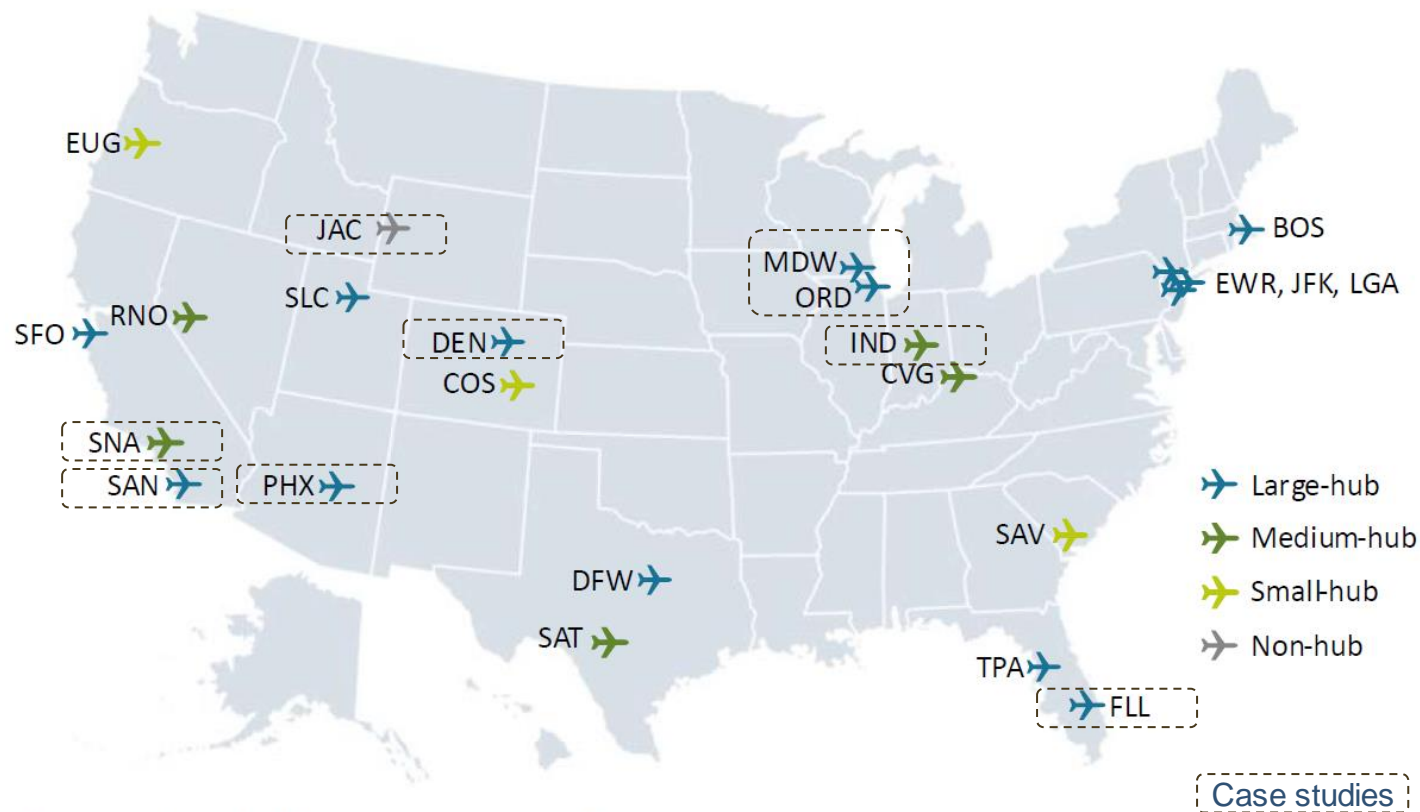 EUG
JAC
MDW
BOS
ORD
EWR, JFK, LGA
SLC
RNO
SFO
DEN
IND
CVG
COS
SNA
SAN
PHX
Large-hub
SAV
Medium-hub
DFW
Small-hub
SAT
Non-hub
TPA
FLL
Case studies